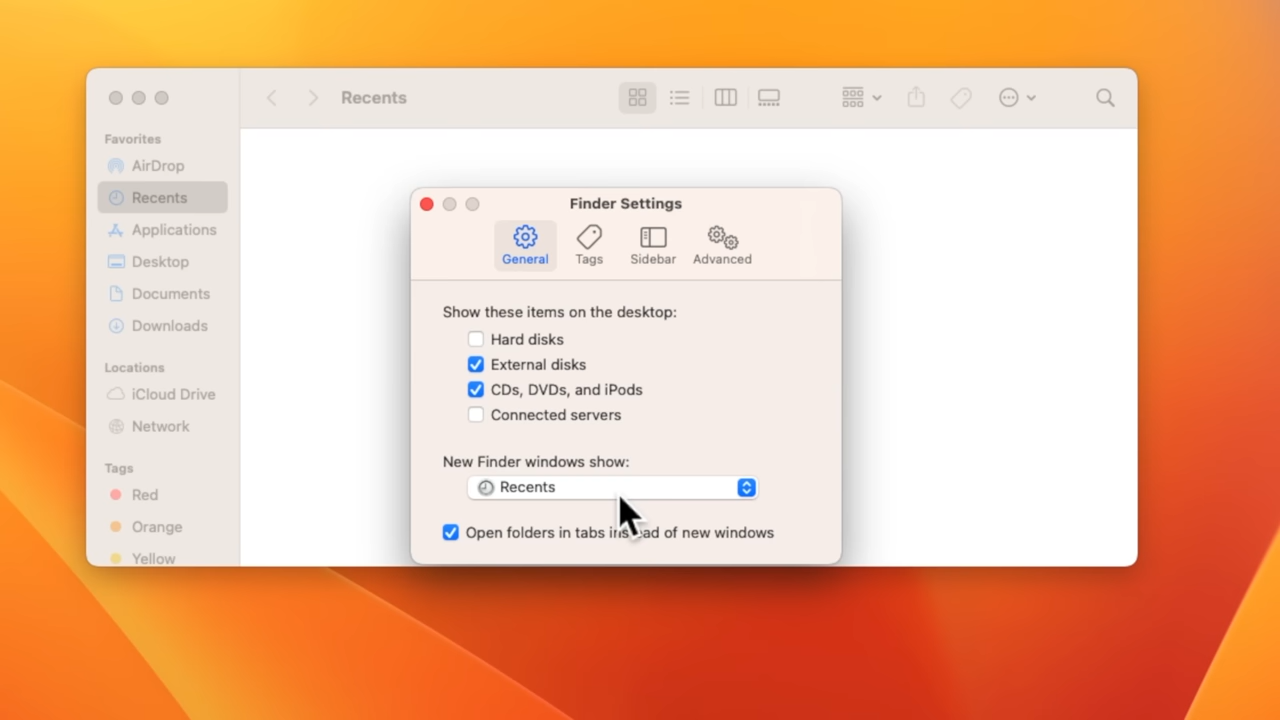 Recents
Favorites
AirDrop
Recents
Applications
Desktop
Documents
Downloads
Locations
iCloud Drive
Network
Tags
Red
Orange
Yellow
Finder Settings
General Tags Sidebar Advanced
Show these items on the desktop:
Hard disks
External disks
CDs, DVDs, and iPods
Connected servers
New Finder windows show:
Recents
Open folders in tabs instead of new windows